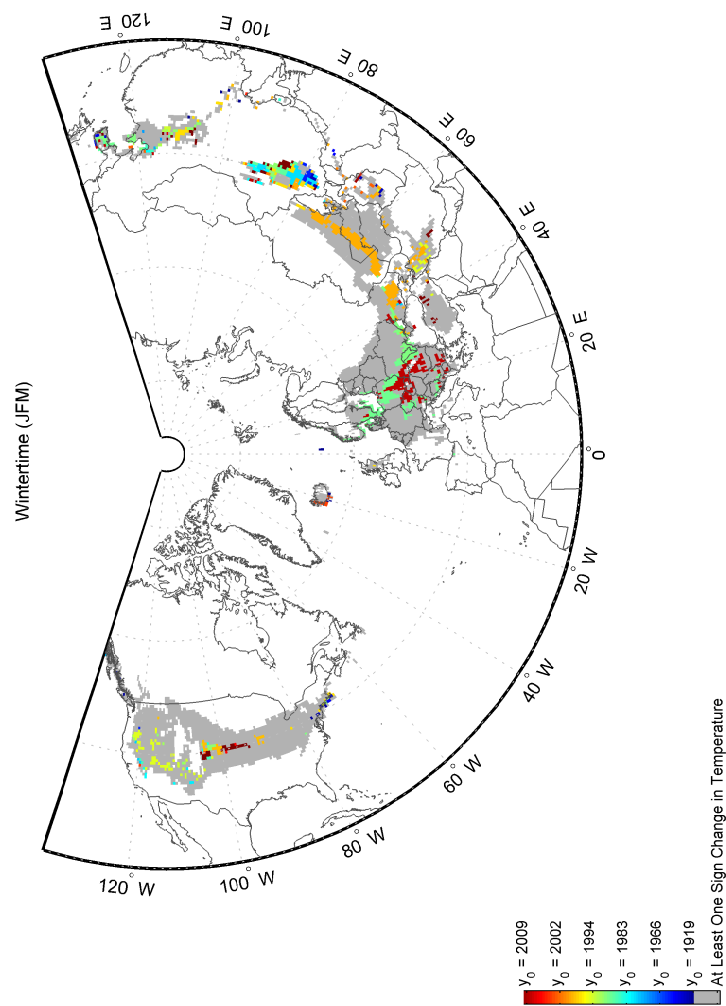 Wintertime (JFM)
120 E
100 E
80 E
60 E
40 E
20 E
0
20 W
40 W
60 W
80 W
100 W
120 W
y0 = 2009
y0 = 2002
y0 = 1994
y0 = 1983
y0 = 1966
y0 = 1919
At Least One Sign Change in Temperature